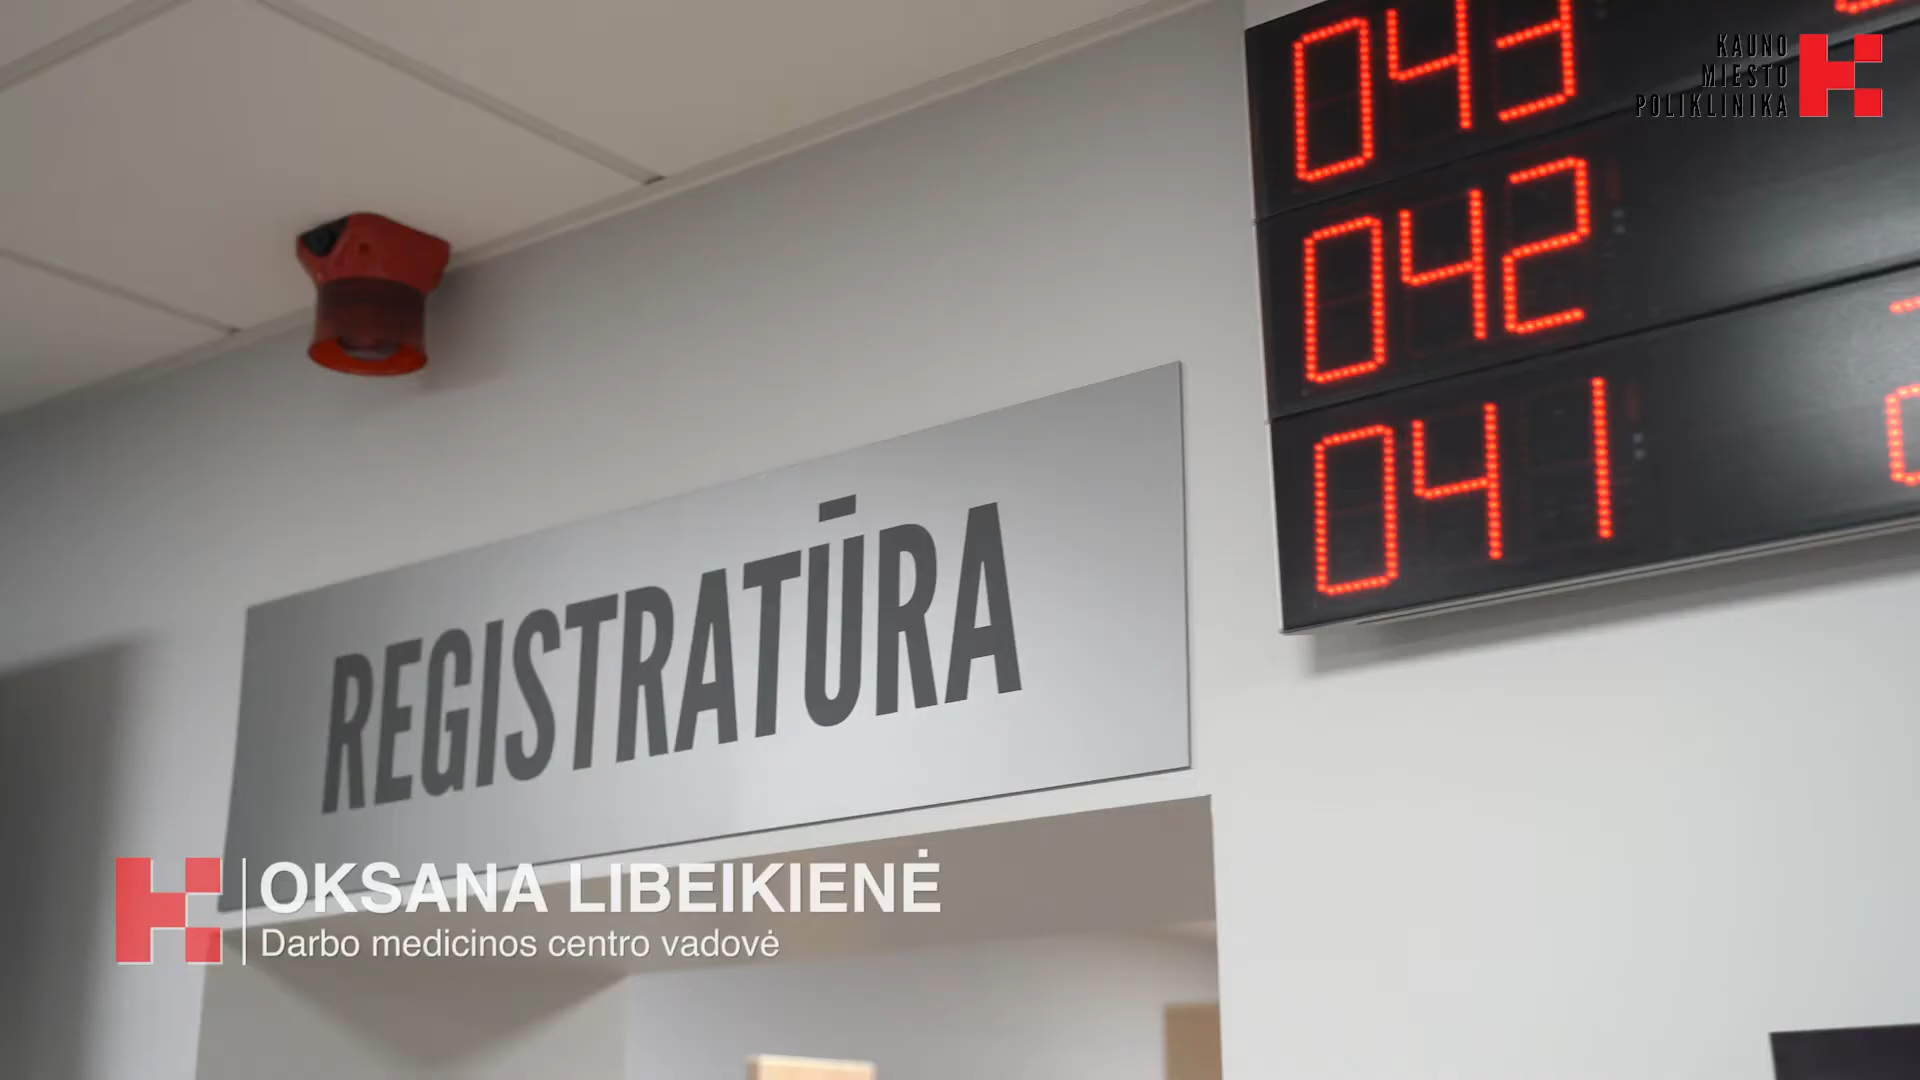 KAUNO
MIESTO
POLIKLINIKA
043
042
041
REGISTRATŪRA
OKSANA LIBEIKIENĖ
Darbo medicinos centro vadovė